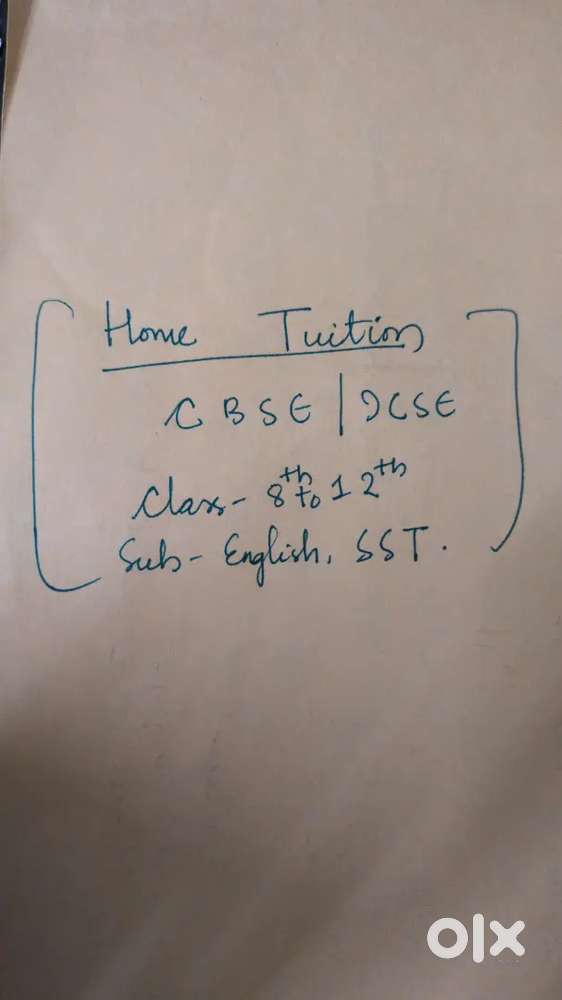 Home Tuition
CBSE | ICSE
Class - 8th to 12th
Sub - English, SST.
olx